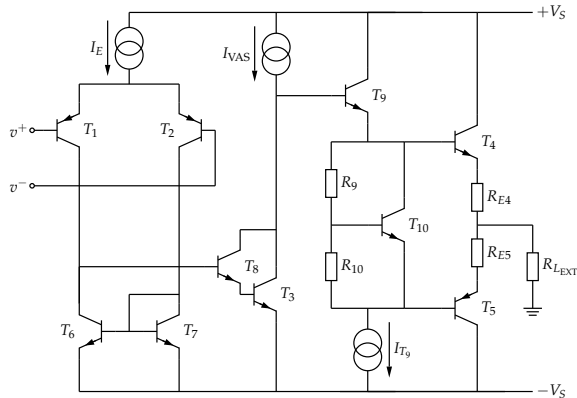 +V_S
I_E
I_VAS
T_9
v^+
T_1
T_2
T_4
v^-
R_9
R_E4
T_10
T_8
R_10
R_E5
R_L_EXT
T_3
T_5
T_6
T_7
I_T_9
−V_S